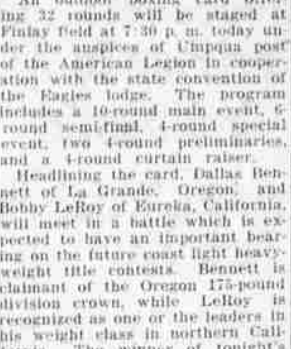 An outdoor boxing card offer-
ing 32 rounds will be staged at
Finlay field at 7:30 p. m. today un-
der the auspices of Umpqua post
of the American Legion in cooper-
ation with the state convention of
the Eagles lodge. The program
includes a 10-round main event, 6-
round semi-final, 4-round special
event, two 4-round preliminaries,
and a 4-round curtain raiser.
Headlining the card, Dallas Ben-
nett of La Grande, Oregon, and
Bobby LeRoy of Eureka, California,
will meet in a battle which is ex-
pected to have an important bear-
ing on the future coast light heavy-
weight title contests. Bennett is
claimant of the Oregon 175-pound
division crown, while LeRoy is
recognized as one or the leaders in
his weight class in northern Cali-
The winner of tonight's